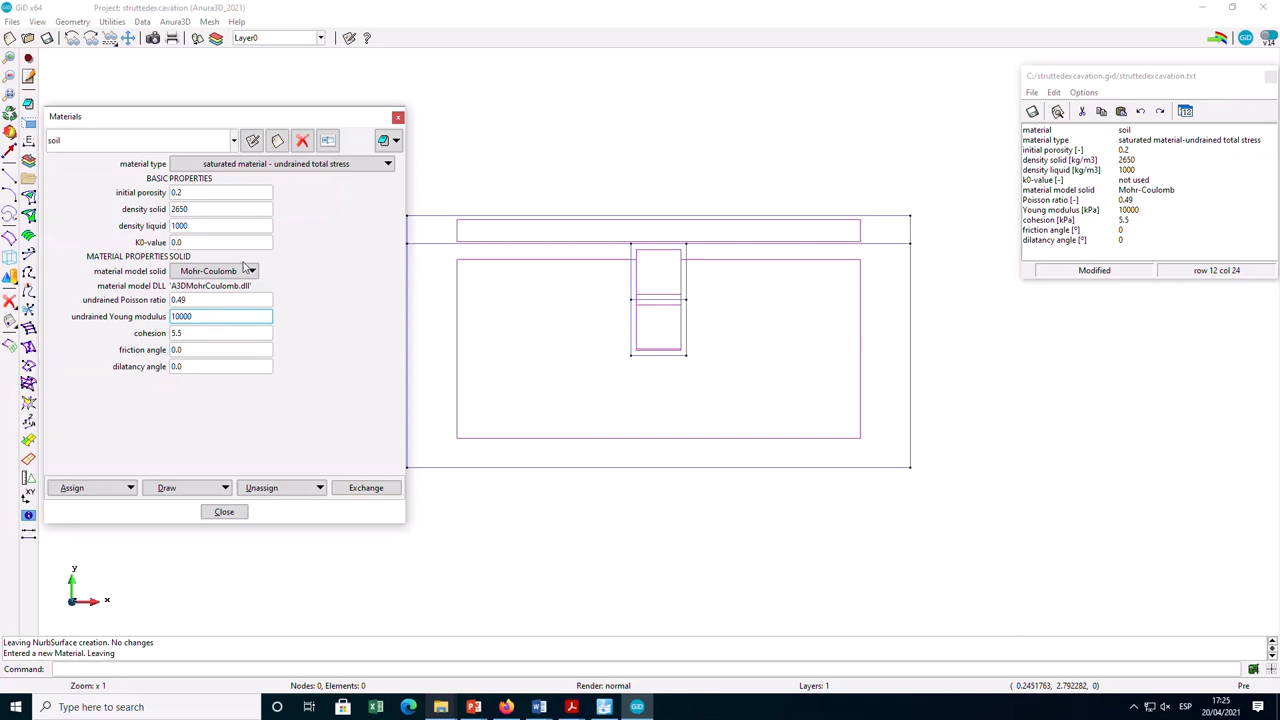 GiD x64 Project: struttedexcavation (Anura3D_2021)
Files View Geometry Utilities Data Anura3D Mesh Help
Layer0
v14
C:/struttedexcavation.gid/struttedexcavation.txt
File Edit Options
12
material soil
material type saturated material-undrained total stress
initial porosity [-] 0.2
density solid [kg/m3] 2650
density liquid [kg/m3] 1000
k0-value [-] not used
material model solid Mohr-Coulomb
Poisson ratio [-] 0.49
Young modulus [kPa] 10000
cohesion [kPa] 5.5
friction angle [º] 0
dilatancy angle [º] 0
Modified row 12 col 24
Materials
soil
material type saturated material - undrained total stress
BASIC PROPERTIES
initial porosity 0.2
density solid 2650
density liquid 1000
K0-value 0.0
MATERIAL PROPERTIES SOLID
material model solid Mohr-Coulomb
material model DLL 'A3DMohrCoulomb.dll'
undrained Poisson ratio 0.49
undrained Young modulus 10000
cohesion 5.5
friction angle 0.0
dilatancy angle 0.0
Assign Draw Unassign Exchange
Close
y
x
Leaving NurbSurface creation. No changes
Entered a new Material. Leaving
Command:
Zoom: x 1 Nodes: 0, Elements: 0 Render: normal Layers: 1 ( 0.2451763, 2.792282, 0) Pre
Type here to search
ESP 17:25
20/04/2021